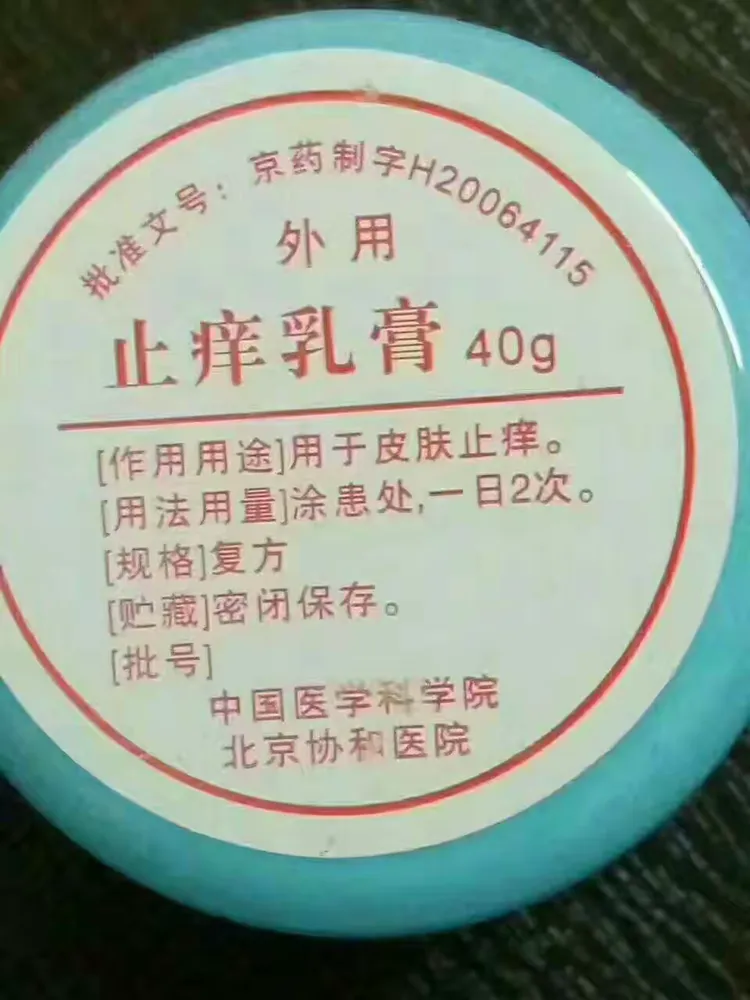 批准文号：京药制字H20064115
外用
止痒乳膏 40g
[作用用途]用于皮肤止痒。
[用法用量]涂患处,一日2次。
[规格]复方
[贮藏]密闭保存。
[批号]
中国医学科学院
北京协和医院